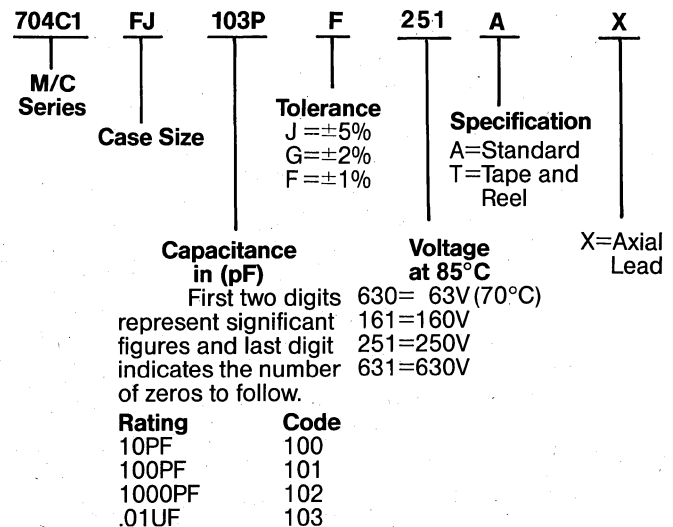 704C1 FJ 103P F 251 A X
M/C
Series
Case Size
Tolerance
J=±5%
G=±2%
F=±1%
Specification
A=Standard
T=Tape and
Reel
X=Axial
Lead
Capacitance
in (pF)
First two digits
represent significant
figures and last digit
indicates the number
of zeros to follow.
Voltage
at 85°C
630= 63V (70°C)
161=160V
251=250V
631=630V
Rating Code
10PF 100
100PF 101
1000PF 102
.01UF 103